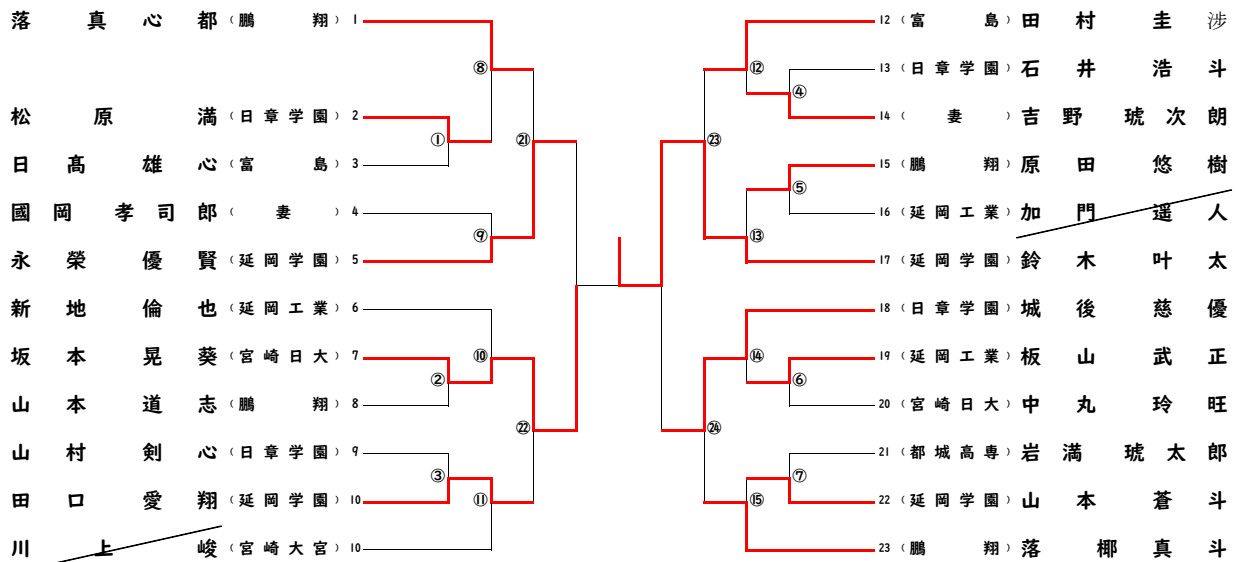 落 真 心 都 (鵬 翔) 1
松 原 満 (日章学園) 2
日 髙 雄 心 (富 島) 3
國 岡 孝 司 郎 (妻) 4
永 榮 優 賢 (延岡学園) 5
新 地 倫 也 (延岡工業) 6
坂 本 晃 葵 (宮崎日大) 7
山 本 道 志 (鵬 翔) 8
山 村 剣 心 (日章学園) 9
田 口 愛 翔 (延岡学園) 10
川 上 峻 (宮崎大宮) 10
⑧
①
㉑
⑨
⑩
②
㉒
③
⑪
12 (富 島) 田 村 圭 渉
13 (日章学園) 石 井 浩 斗
14 (妻) 吉 野 琥 次 朗
15 (鵬 翔) 原 田 悠 樹
16 (延岡工業) 加 門 遥 人
17 (延岡学園) 鈴 木 叶 太
18 (日章学園) 城 後 慈 優
19 (延岡工業) 板 山 武 正
20 (宮崎日大) 中 丸 玲 旺
21 (都城高専) 岩 満 琥 太 郎
22 (延岡学園) 山 本 蒼 斗
23 (鵬 翔) 落 椰 真 斗
⑫
④
㉓
⑤
⑬
⑭
⑥
㉔
⑦
⑮